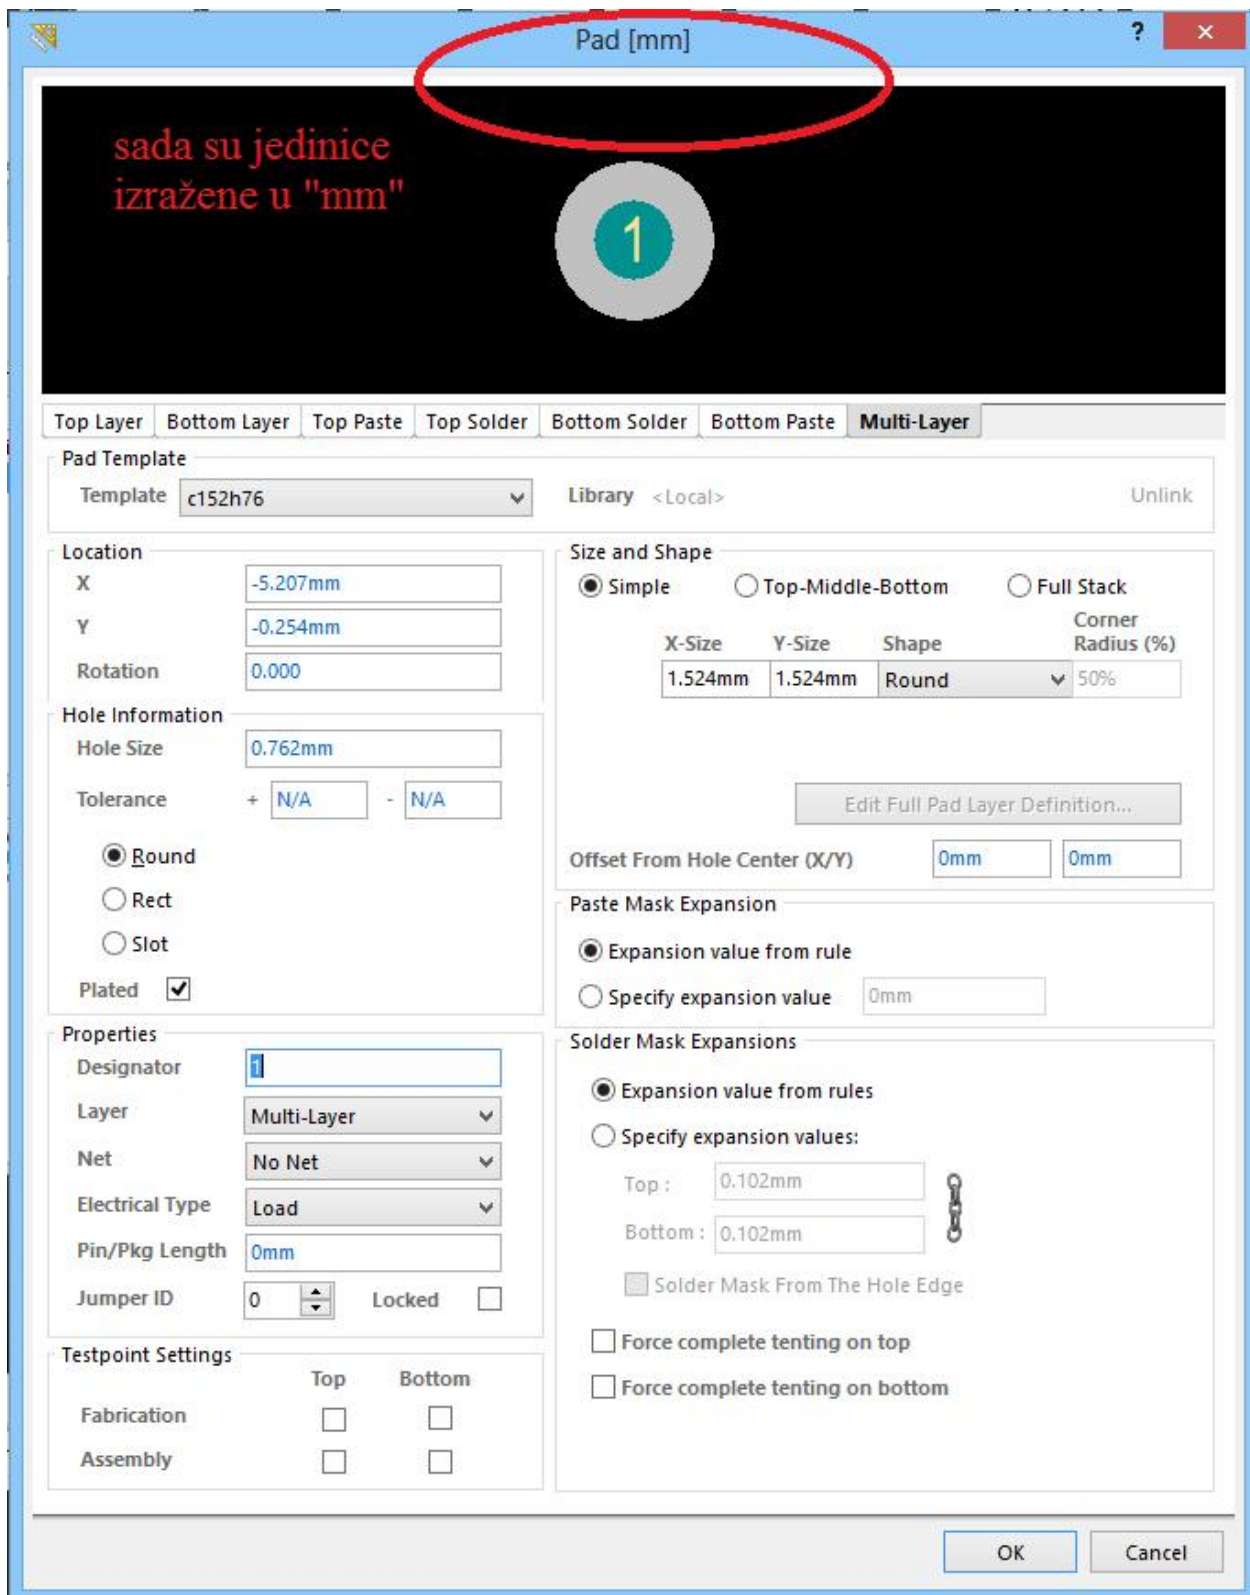 Pad [mm]
?
sada su jedinice
izražene u "mm"
1
Top Layer Bottom Layer Top Paste Top Solder Bottom Solder Bottom Paste Multi-Layer
Pad Template
Template c152h76 Library <Local> Unlink
Location
X -5.207mm
Y -0.254mm
Rotation 0.000
Hole Information
Hole Size 0.762mm
Tolerance + N/A - N/A
Round
Rect
Slot
Plated
Properties
Designator 1
Layer Multi-Layer
Net No Net
Electrical Type Load
Pin/Pkg Length 0mm
Jumper ID 0 Locked
Testpoint Settings
Top Bottom
Fabrication
Assembly
Size and Shape
Simple Top-Middle-Bottom Full Stack
Corner
X-Size Y-Size Shape Radius (%)
1.524mm 1.524mm Round 50%
Edit Full Pad Layer Definition...
Offset From Hole Center (X/Y) 0mm 0mm
Paste Mask Expansion
Expansion value from rule
Specify expansion value 0mm
Solder Mask Expansions
Expansion value from rules
Specify expansion values:
Top : 0.102mm
Bottom : 0.102mm
Solder Mask From The Hole Edge
Force complete tenting on top
Force complete tenting on bottom
OK Cancel